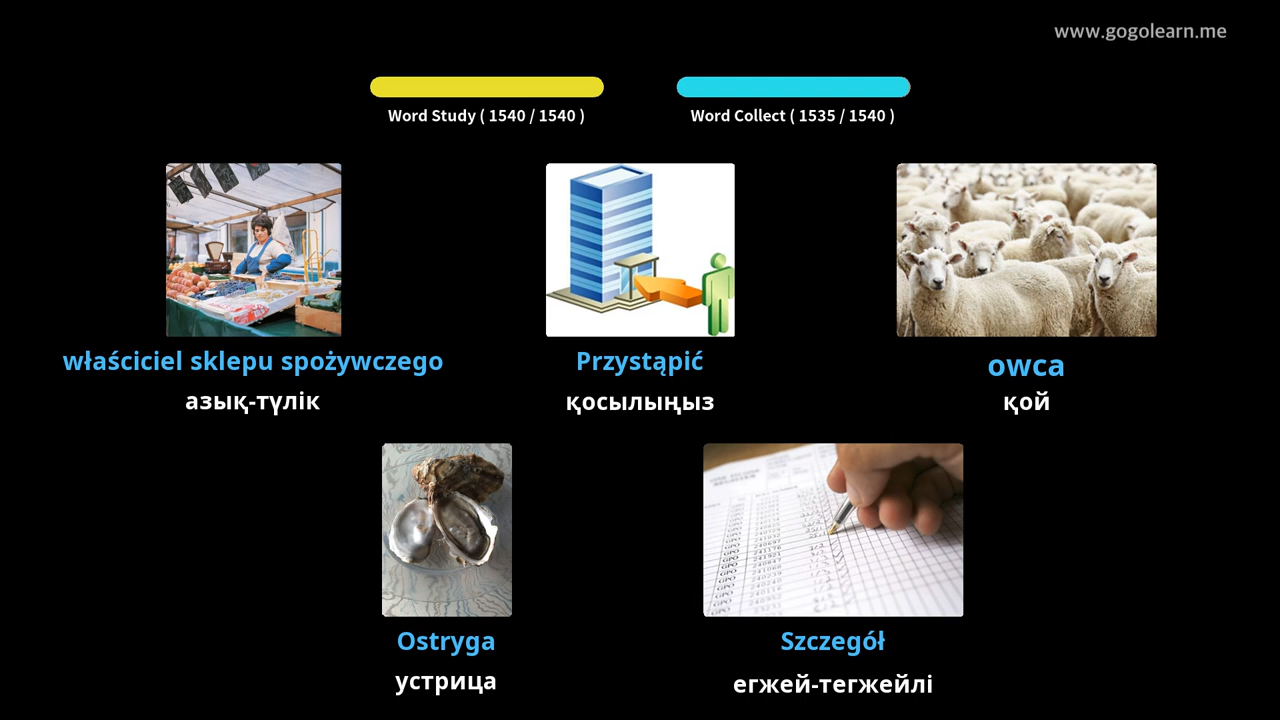 www.gogolearn.me
Word Study ( 1540 / 1540 )
Word Collect ( 1535 / 1540 )
właściciel sklepu spożywczego
азық-түлік
Przystąpić
қосылыңыз
owca
қой
Ostryga
устрица
Szczegół
егжей-тегжейлі